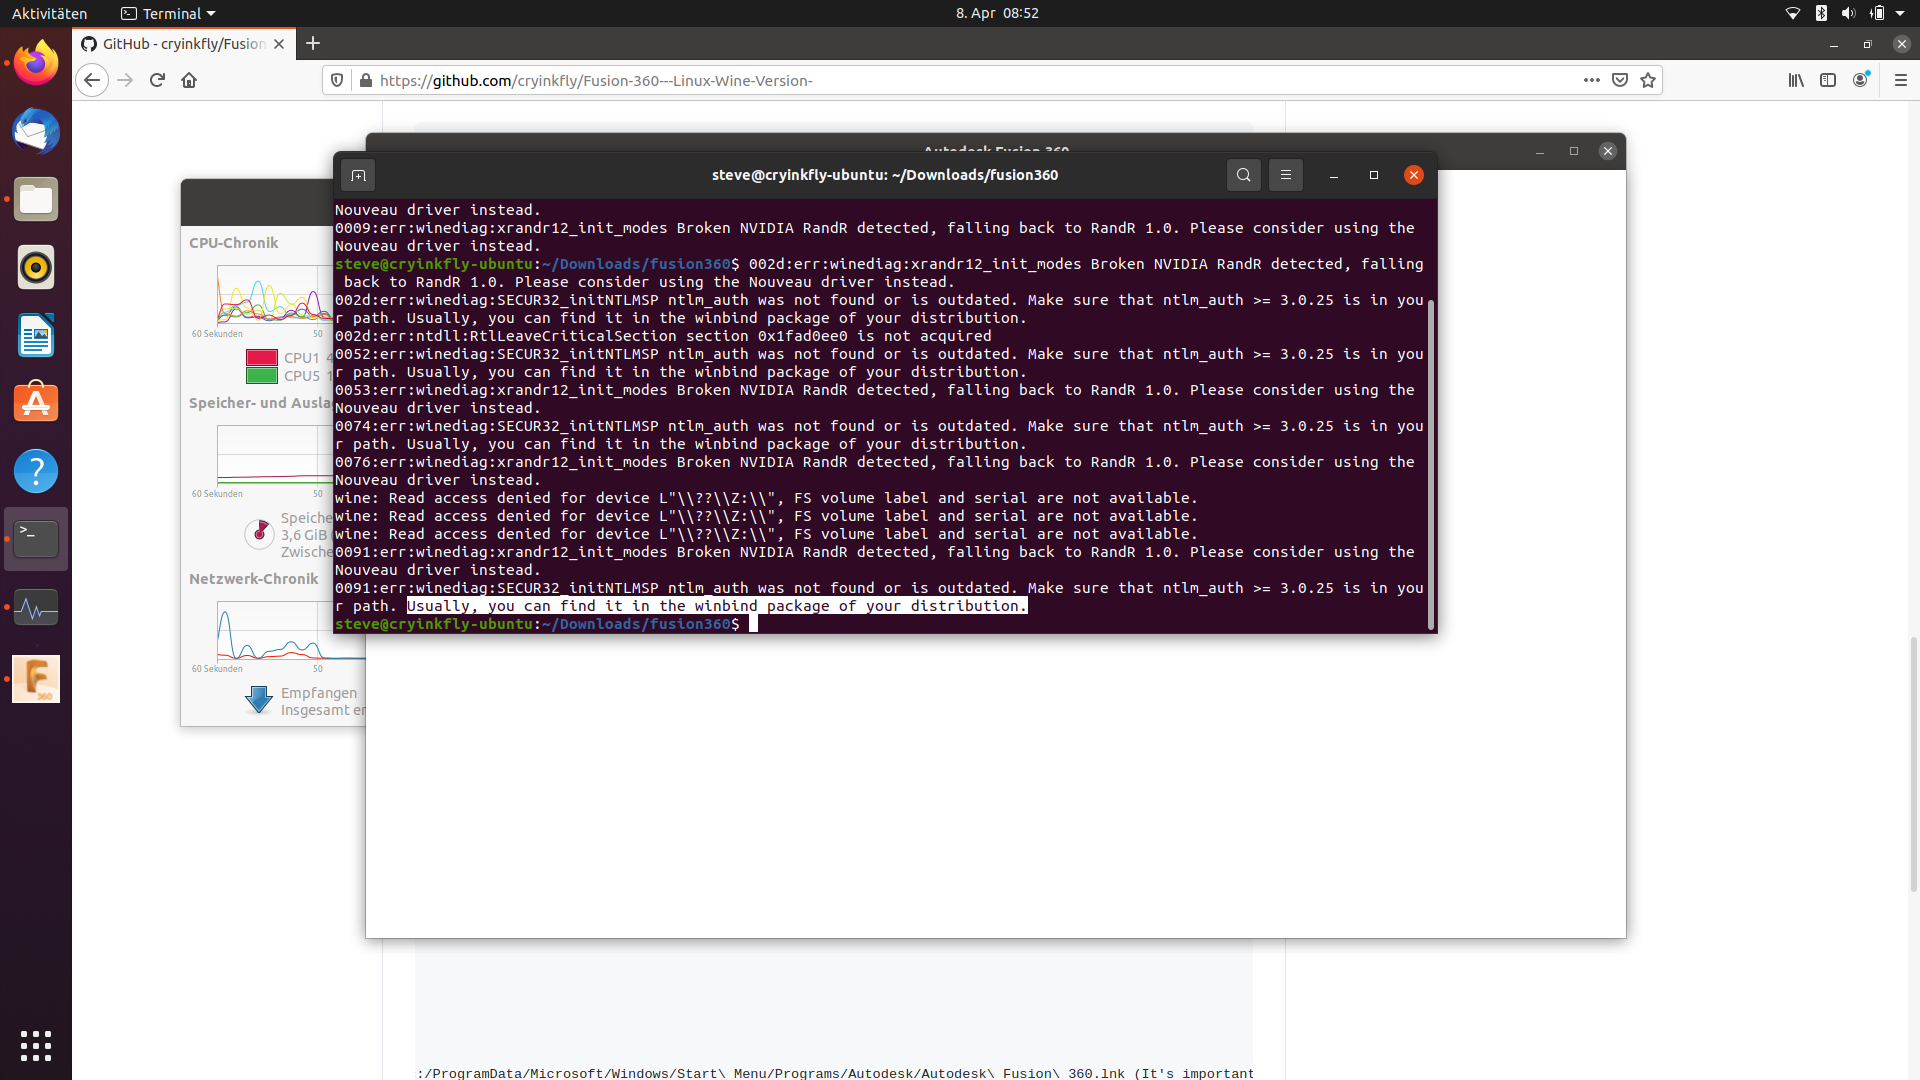 Aktivitäten
Terminal
8. Apr 08:52
GitHub - cryinkfly/Fusion
https://github.com/cryinkfly/Fusion-360---Linux-Wine-Version-
Autodesk Fusion 360
steve@cryinkfly-ubuntu: ~/Downloads/fusion360
Nouveau driver instead.
0009:err:winediag:xrandr12_init_modes Broken NVIDIA RandR detected, falling back to RandR 1.0. Please consider using the
Nouveau driver instead.
steve@cryinkfly-ubuntu:~/Downloads/fusion360$ 002d:err:winediag:xrandr12_init_modes Broken NVIDIA RandR detected, falling
back to RandR 1.0. Please consider using the Nouveau driver instead.
002d:err:winediag:SECUR32_initNTLMSP ntlm_auth was not found or is outdated. Make sure that ntlm_auth >= 3.0.25 is in you
r path. Usually, you can find it in the winbind package of your distribution.
002d:err:ntdll:RtlLeaveCriticalSection section 0x1fad0ee0 is not acquired
0052:err:winediag:SECUR32_initNTLMSP ntlm_auth was not found or is outdated. Make sure that ntlm_auth >= 3.0.25 is in you
r path. Usually, you can find it in the winbind package of your distribution.
0053:err:winediag:xrandr12_init_modes Broken NVIDIA RandR detected, falling back to RandR 1.0. Please consider using the
Nouveau driver instead.
0074:err:winediag:SECUR32_initNTLMSP ntlm_auth was not found or is outdated. Make sure that ntlm_auth >= 3.0.25 is in you
r path. Usually, you can find it in the winbind package of your distribution.
0076:err:winediag:xrandr12_init_modes Broken NVIDIA RandR detected, falling back to RandR 1.0. Please consider using the
Nouveau driver instead.
wine: Read access denied for device L"\\??\\Z:\\", FS volume label and serial are not available.
wine: Read access denied for device L"\\??\\Z:\\", FS volume label and serial are not available.
wine: Read access denied for device L"\\??\\Z:\\", FS volume label and serial are not available.
0091:err:winediag:xrandr12_init_modes Broken NVIDIA RandR detected, falling back to RandR 1.0. Please consider using the
Nouveau driver instead.
0091:err:winediag:SECUR32_initNTLMSP ntlm_auth was not found or is outdated. Make sure that ntlm_auth >= 3.0.25 is in you
r path. Usually, you can find it in the winbind package of your distribution.
steve@cryinkfly-ubuntu:~/Downloads/fusion360$
CPU-Chronik
60 Sekunden 50
CPU1 4
CPU5 1
Speicher- und Ausla
60 Sekunden 50
Speiche
3,6 GiB
Zwische
Netzwerk-Chronik
60 Sekunden 50
Empfangen
Insgesamt e
F
360
:/ProgramData/Microsoft/Windows/Start\ Menu/Programs/Autodesk/Autodesk\ Fusion\ 360.lnk (It's important